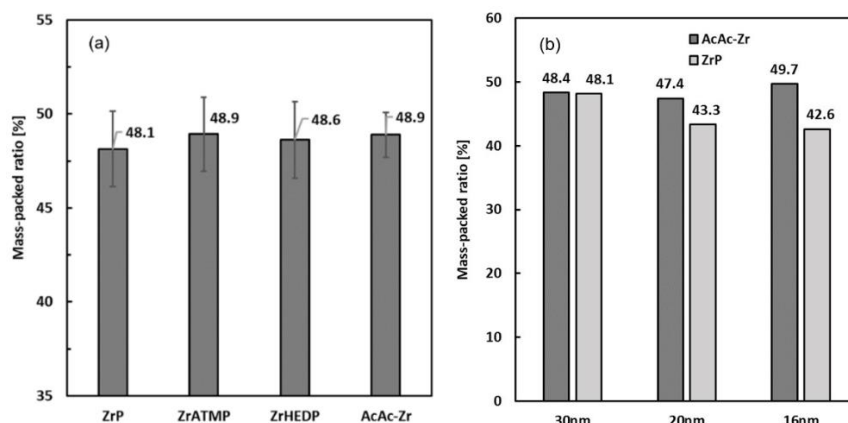 (a)
Mass-packed ratio [%]
55
50
45
40
35
48.1
48.9
48.6
48.9
ZrP ZrATMP ZrHEDP AcAc-Zr
(b)
Mass-packed ratio [%]
60
50
40
30
20
10
0
AcAc-Zr
ZrP
48.4 48.1
47.4 43.3
49.7 42.6
30nm 20nm 16nm